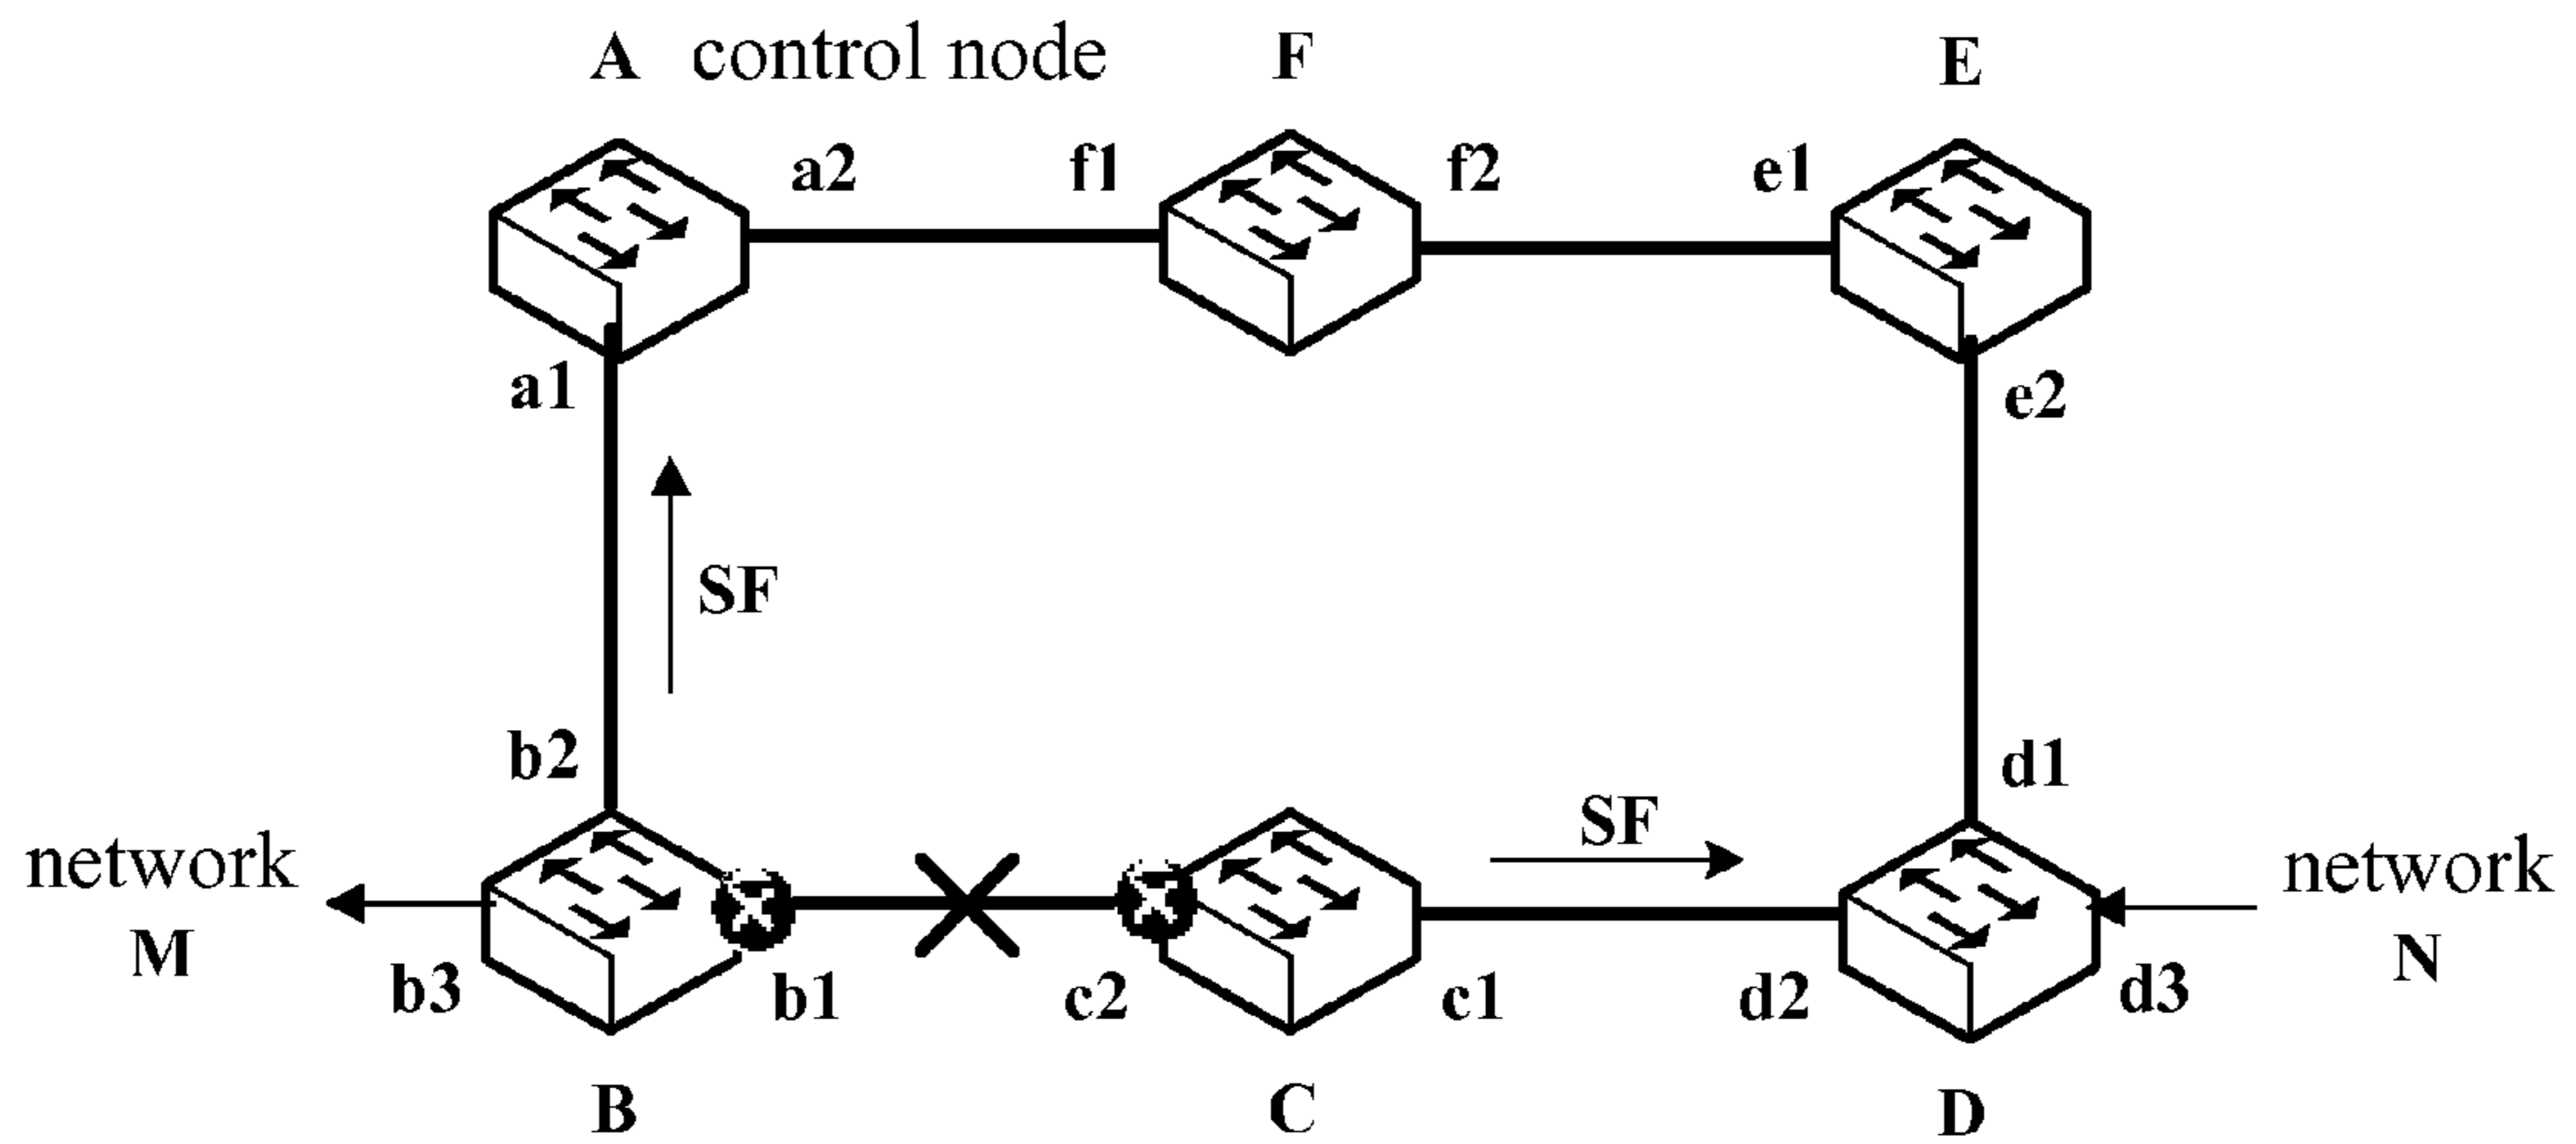 A control node F E
a2 f1 f2 e1
a1 e2
SF
b2 d1
SF
network network
M N
b3 b1 c2 c1 d2 d3
B C D